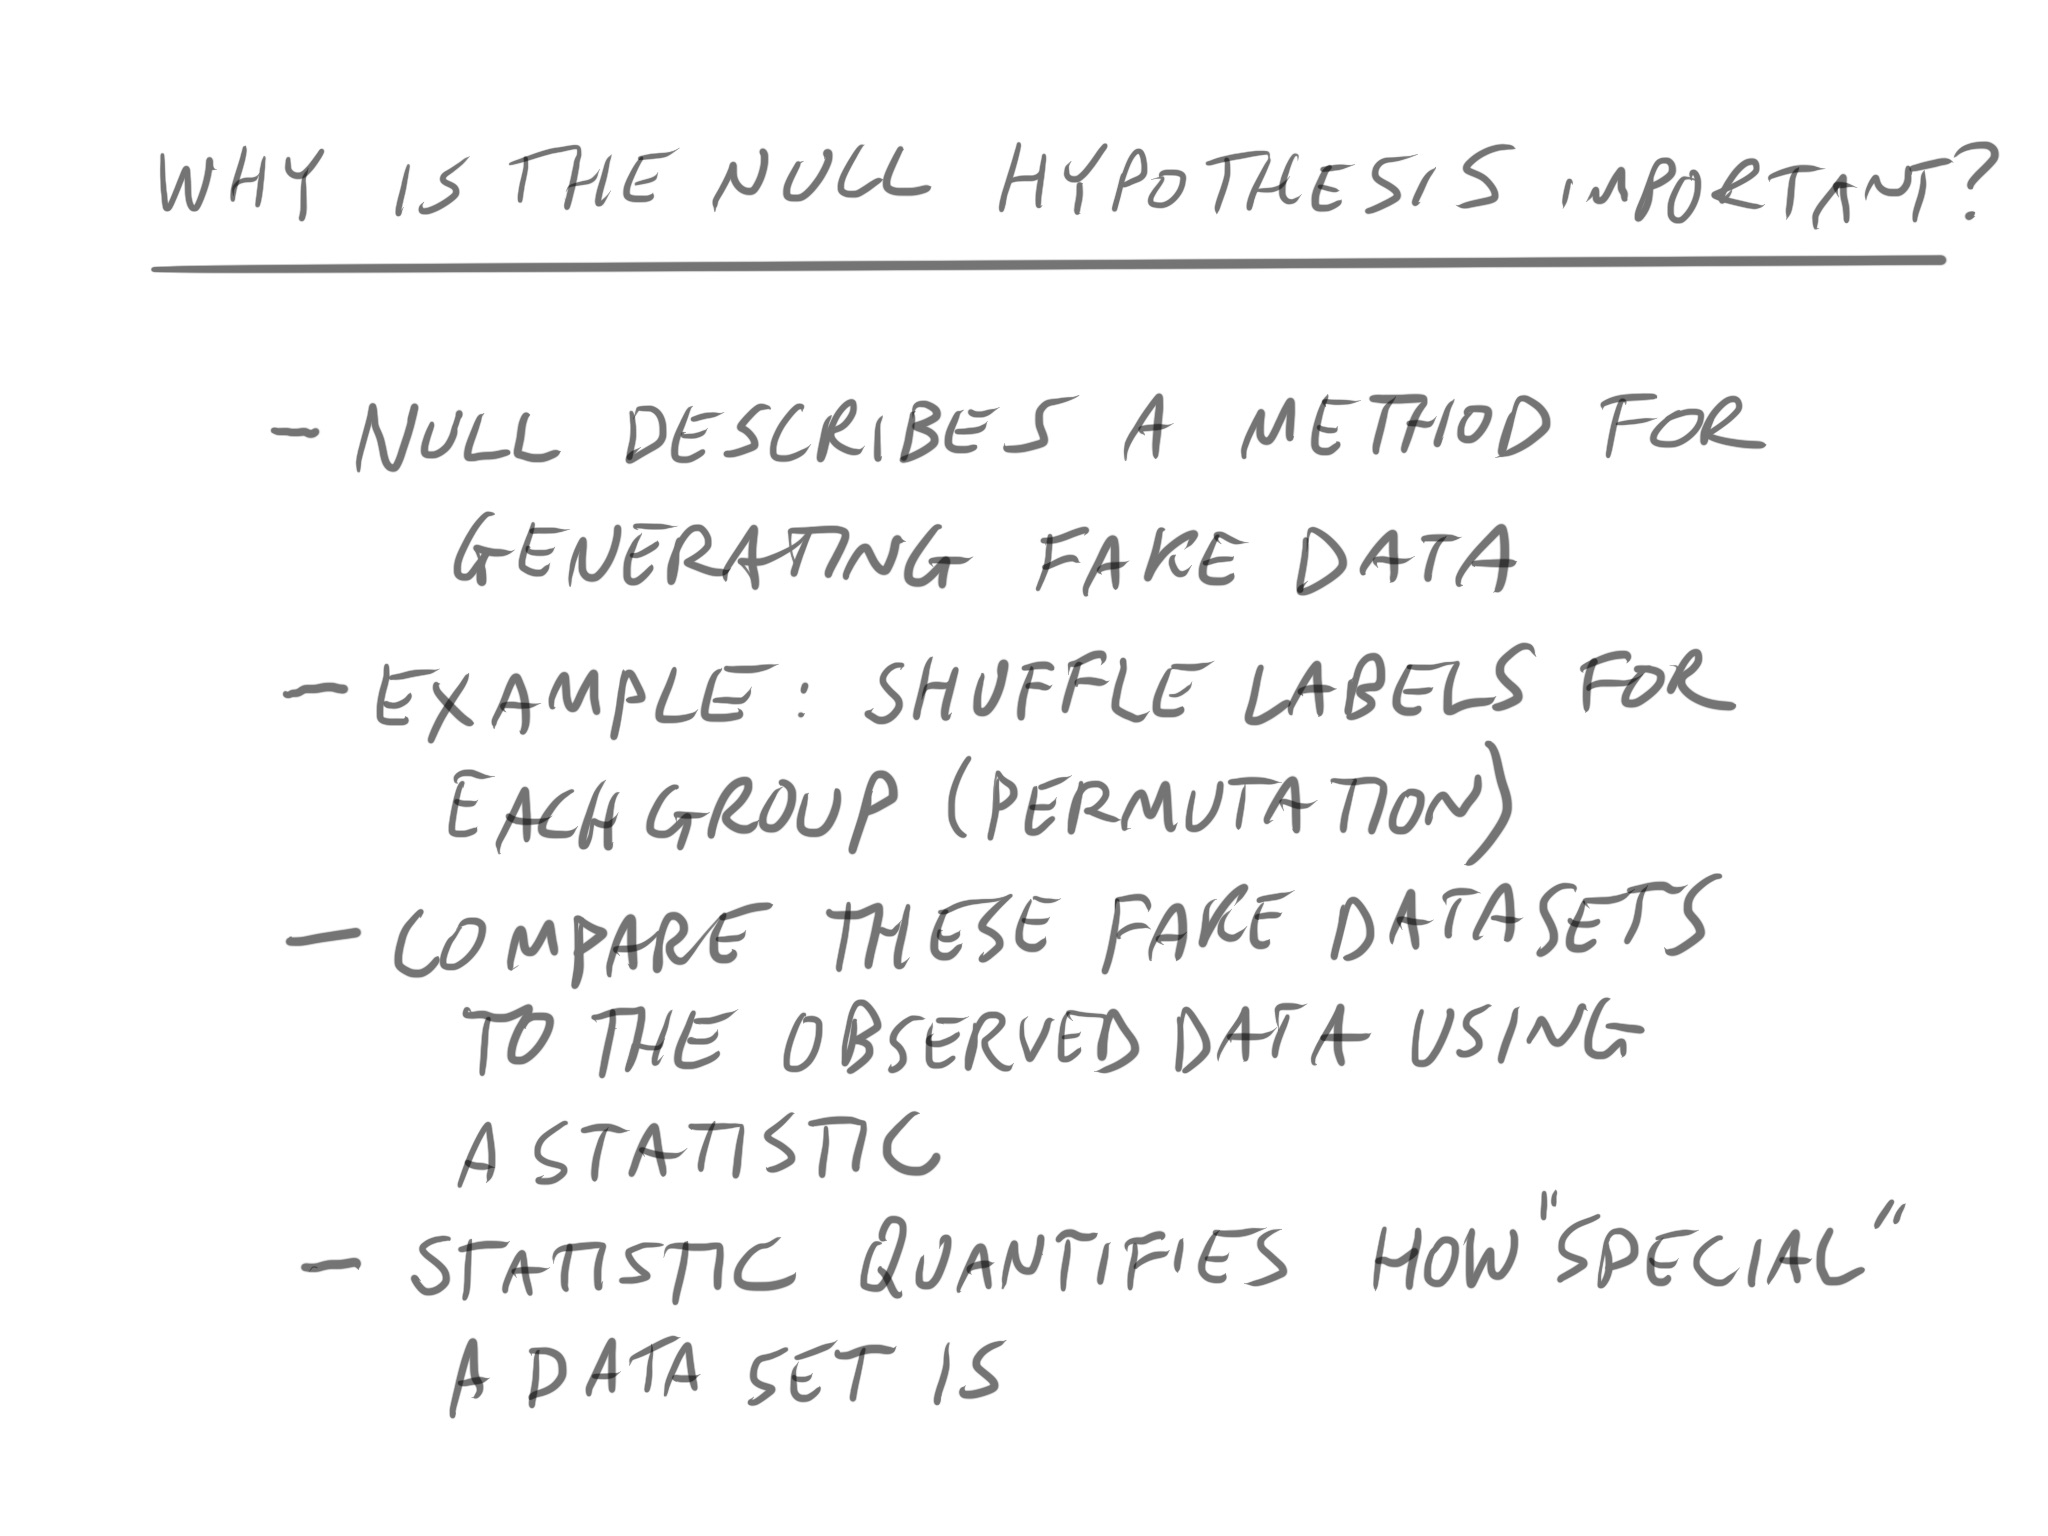 WHY IS THE NULL HYPOTHESIS IMPORTANT?
- NULL DESCRIBES A METHOD FOR
GENERATING FAKE DATA
- EXAMPLE: SHUFFLE LABELS FOR
EACH GROUP (PERMUTATION)
- COMPARE THESE FAKE DATASETS
TO THE OBSERVED DATA USING
A STATISTIC
- STATISTIC QUANTIFIES HOW "SPECIAL"
A DATA SET IS